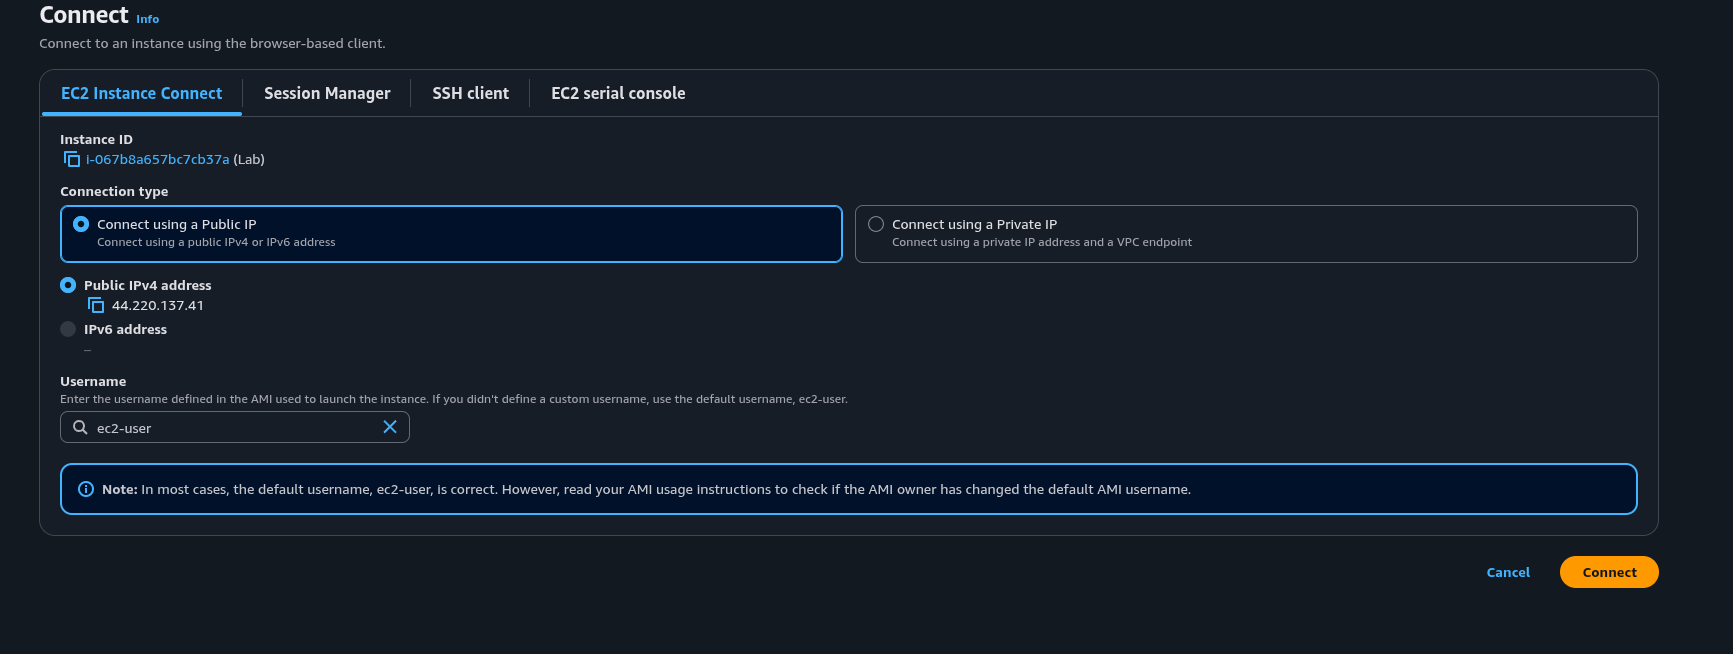 Connect Info
Connect to an instance using the browser-based client.
EC2 Instance Connect
Session Manager
SSH client
EC2 serial console
Instance ID
i-067b8a657bc7cb37a (Lab)
Connection type
Connect using a Public IP
Connect using a public IPv4 or IPv6 address
Connect using a Private IP
Connect using a private IP address and a VPC endpoint
Public IPv4 address
44.220.137.41
IPv6 address
–
Username
Enter the username defined in the AMI used to launch the instance. If you didn't define a custom username, use the default username, ec2-user.
ec2-user
Note: In most cases, the default username, ec2-user, is correct. However, read your AMI usage instructions to check if the AMI owner has changed the default AMI username.
Cancel
Connect